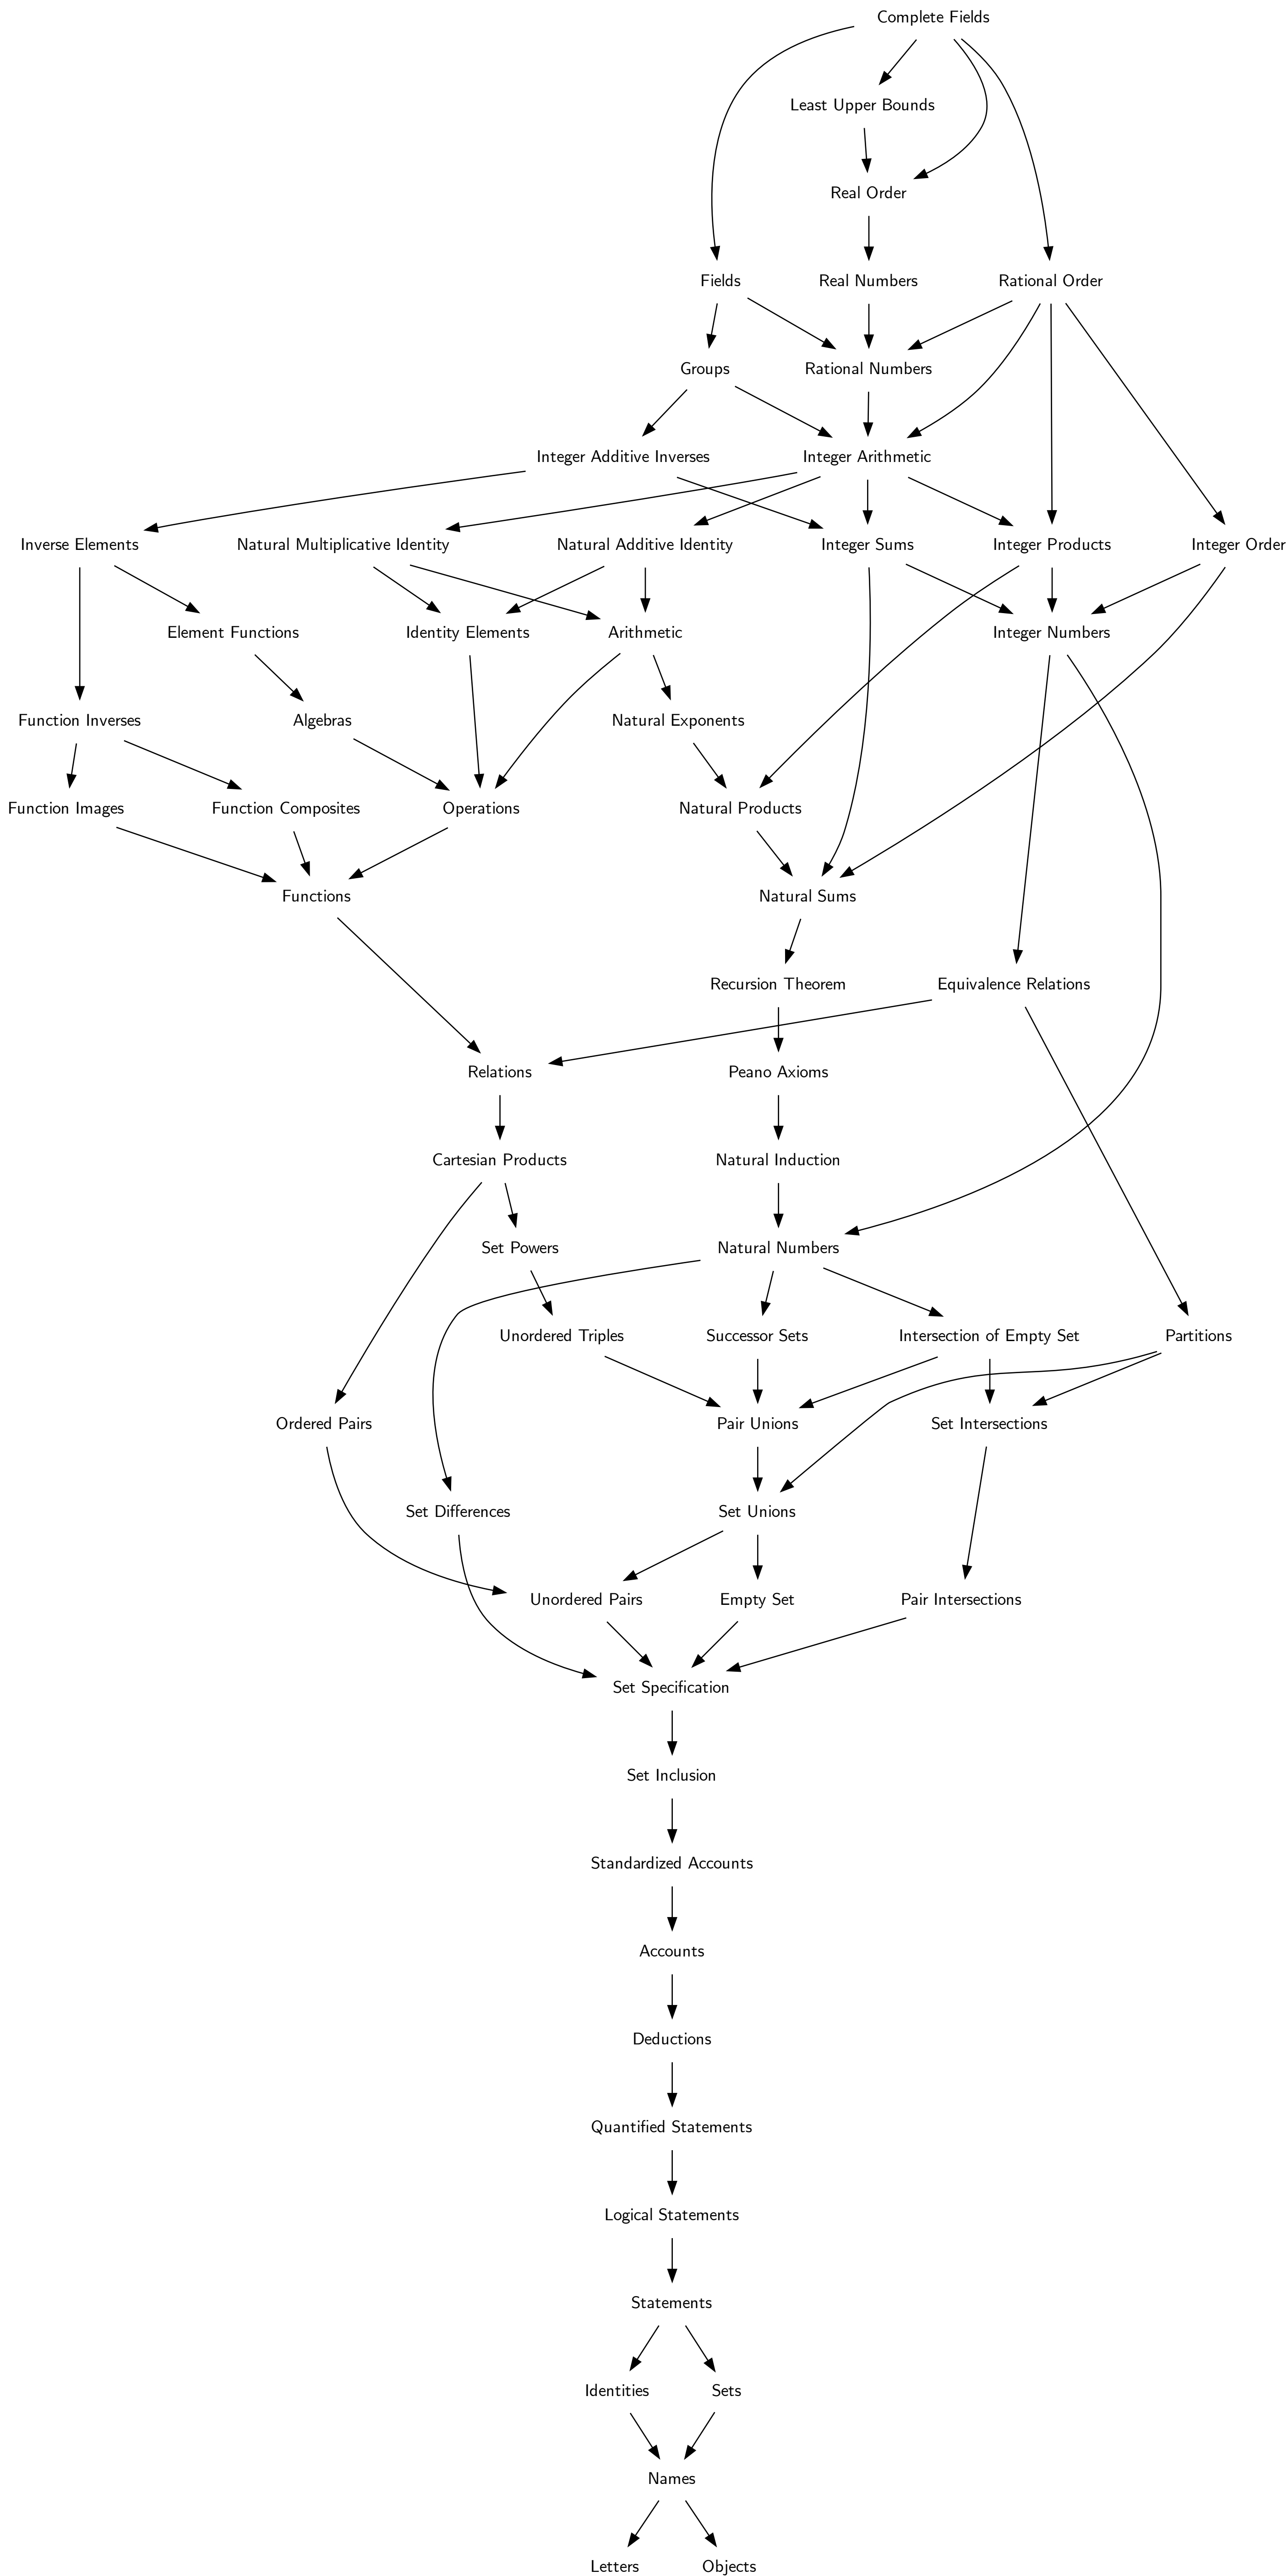 Complete Fields
Least Upper Bounds
Real Order
Fields
Real Numbers
Rational Order
Groups
Rational Numbers
Integer Additive Inverses
Integer Arithmetic
Inverse Elements
Natural Multiplicative Identity
Natural Additive Identity
Integer Sums
Integer Products
Integer Order
Element Functions
Identity Elements
Arithmetic
Integer Numbers
Function Inverses
Algebras
Natural Exponents
Function Images
Function Composites
Operations
Natural Products
Functions
Natural Sums
Recursion Theorem
Equivalence Relations
Relations
Peano Axioms
Cartesian Products
Natural Induction
Set Powers
Natural Numbers
Unordered Triples
Successor Sets
Intersection of Empty Set
Partitions
Ordered Pairs
Pair Unions
Set Intersections
Set Differences
Set Unions
Unordered Pairs
Empty Set
Pair Intersections
Set Specification
Set Inclusion
Standardized Accounts
Accounts
Deductions
Quantified Statements
Logical Statements
Statements
Identities
Sets
Names
Letters
Objects